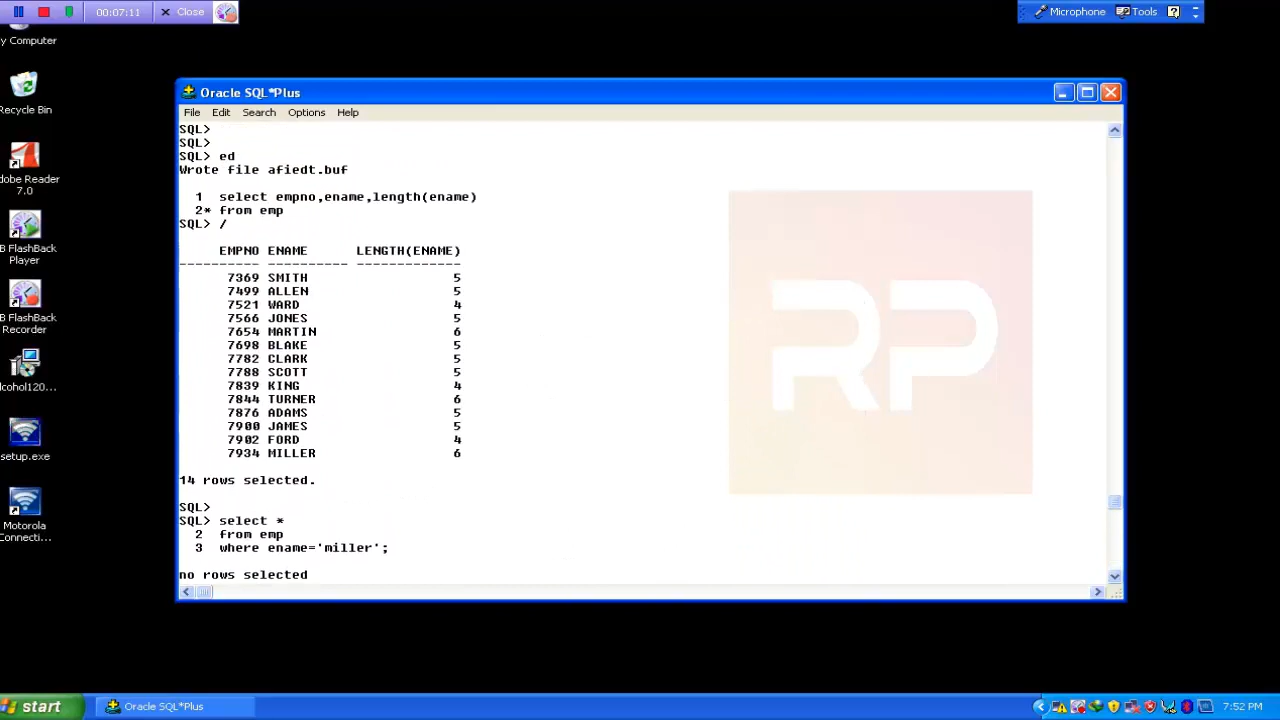 00:07:11
Close
Microphone
Tools
y Computer
Recycle Bin
dobe Reader
7.0
B FlashBack
Player
B FlashBack
Recorder
lcohol120...
setup.exe
Motorola
Connecti...
Oracle SQL*Plus
File Edit Search Options Help
SQL>
SQL>
SQL> ed
Wrote file afiedt.buf
1 select empno,ename,length(ename)
2* from emp
SQL> /
EMPNO ENAME LENGTH(ENAME)
---------- ---------- -------------
7369 SMITH 5
7499 ALLEN 5
7521 WARD 4
7566 JONES 5
7654 MARTIN 6
7698 BLAKE 5
7782 CLARK 5
7788 SCOTT 5
7839 KING 4
7844 TURNER 6
7876 ADAMS 5
7900 JAMES 5
7902 FORD 4
7934 MILLER 6
14 rows selected.
SQL>
SQL> select *
2 from emp
3 where ename='miller';
no rows selected
RP
start
Oracle SQL*Plus
7:52 PM